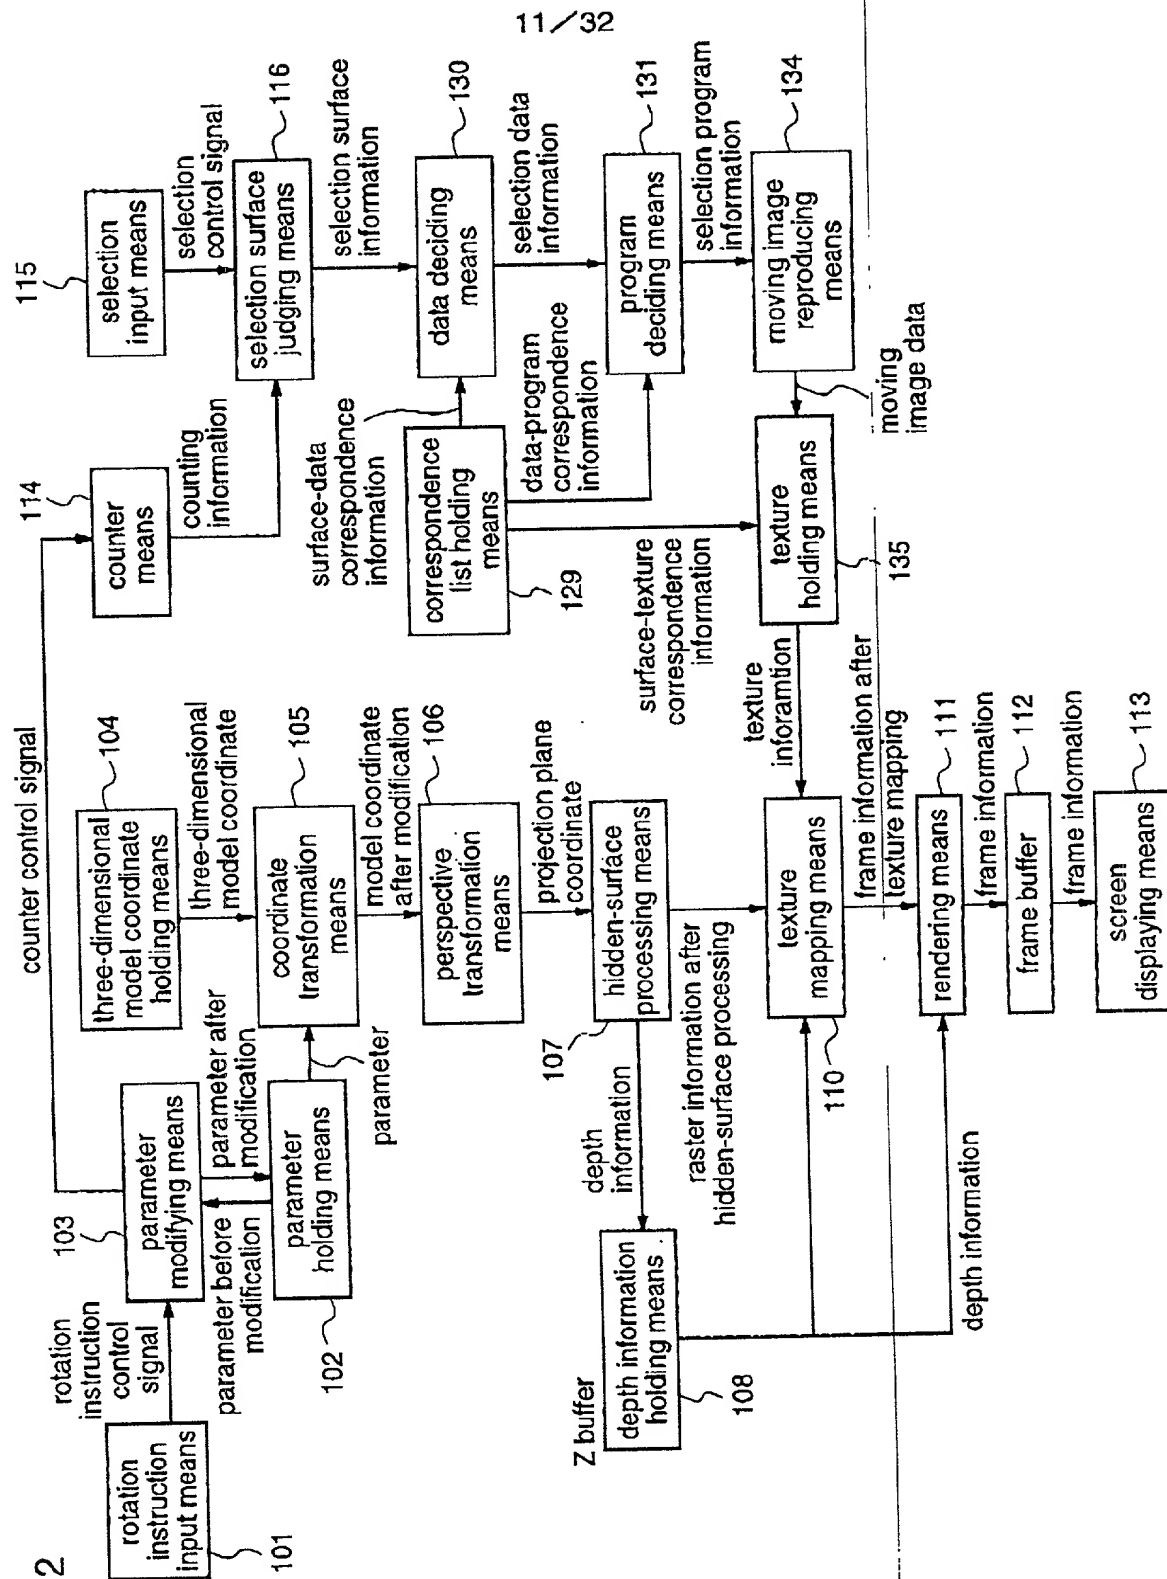 11/32
2
rotation
instruction
input means
101
rotation
instruction
control
signal
103
parameter
modifying means
parameter before
modification
parameter after
modification
parameter
holding means
102
parameter
counter control signal
three-dimensional
model coordinate
holding means
104
three-dimensional
model coordinate
coordinate
transformation
means
105
model coordinate
after modification
perspective
transformation
means
106
projection plane
coordinate
hidden-surface
processing means
107
depth
information
Z buffer
depth information
holding means
108
raster information after
hidden-surface processing
texture
mapping means
110
frame information after
texture mapping
rendering means
111
depth information
frame information
frame buffer
112
frame information
screen
displaying means
113
114
counter
means
counting
information
115
selection
input means
selection
control signal
selection surface
judging means
116
selection surface
information
surface-data
correspondence
information
data deciding
means
130
correspondence
list holding
means
129
selection data
information
data-program
correspondence
information
program
deciding means
131
selection program
information
surface-texture
correspondence
information
moving image
reproducing
means
134
moving
image data
texture
holding means
135
texture
inforamtion